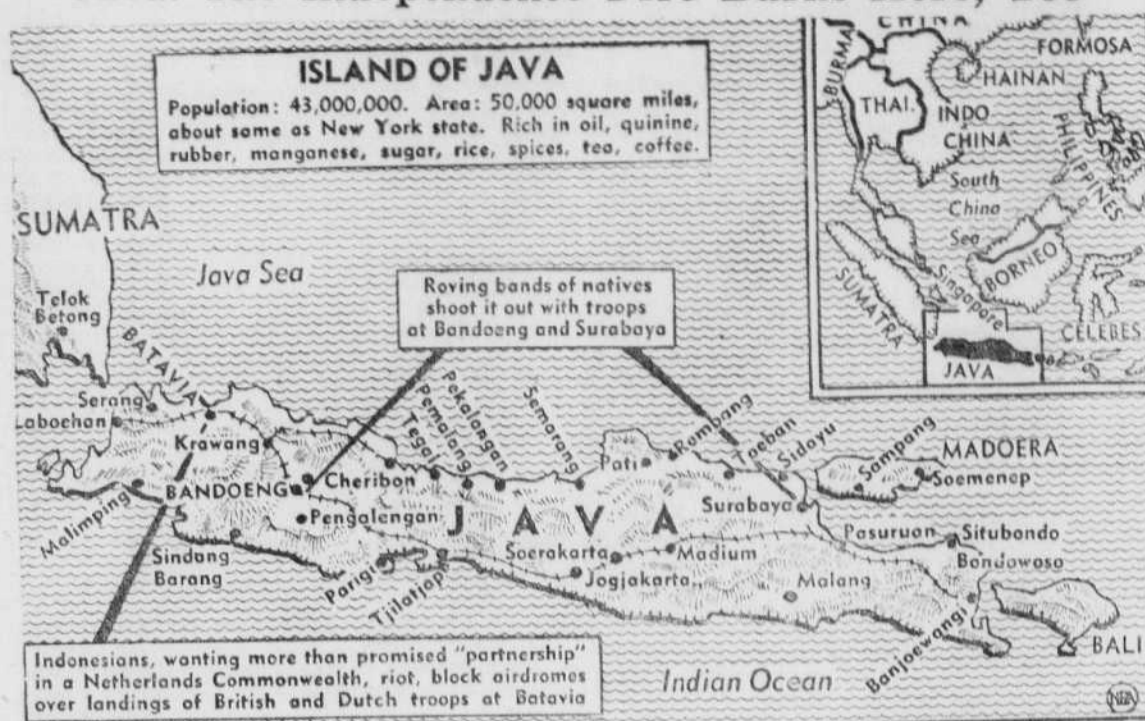 ISLAND OF JAVA
Population: 43,000,000. Area: 50,000 square miles,
about same as New York state. Rich in oil, quinine,
rubber, manganese, sugar, rice, spices, tea, coffee.
CHINA
BURMA
FORMOSA
HAINAN
THAI.
INDO
CHINA
PHILIPPINES
South
China
Sea
BORNEO
Singapore
SUMATRA
CELEBES
JAVA
SUMATRA
Java Sea
Telok
Betong
Roving bands of natives
shoot it out with troops
at Bandoeng and Surabaya
BATAVIA
Serang
Laboehan
Krawang
Malimping
BANDOENG
Cheribon
Tegal
Pemalang
Pekalongan
Semarang
Pati
Rembang
Toeban
Sidayu
Sampang
MADOERA
Soemenep
Surabaya
Pengalengan
JAVA
Sindang
Barang
Parigi
Tjilatjap
Soerakarta
Madium
Jogjakarta
Malang
Pasuruan
Situbondo
Bondowoso
Banjoewangi
BALI
Indonesians, wanting more than promised "partnership"
in a Netherlands Commonwealth, riot, block airdromes
over landings of British and Dutch troops at Batavia
Indian Ocean
NEA